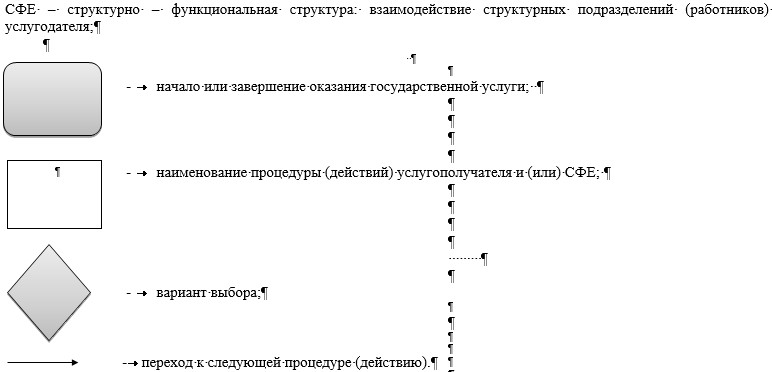 СФЕ – структурно – функциональная структура: взаимодействие структурных подразделений (работников)
услугодателя;
- начало или завершение оказания государственной услуги;
- наименование процедуры (действий) услугополучателя и (или) СФЕ;
- вариант выбора;
- переход к следующей процедуре (действию).